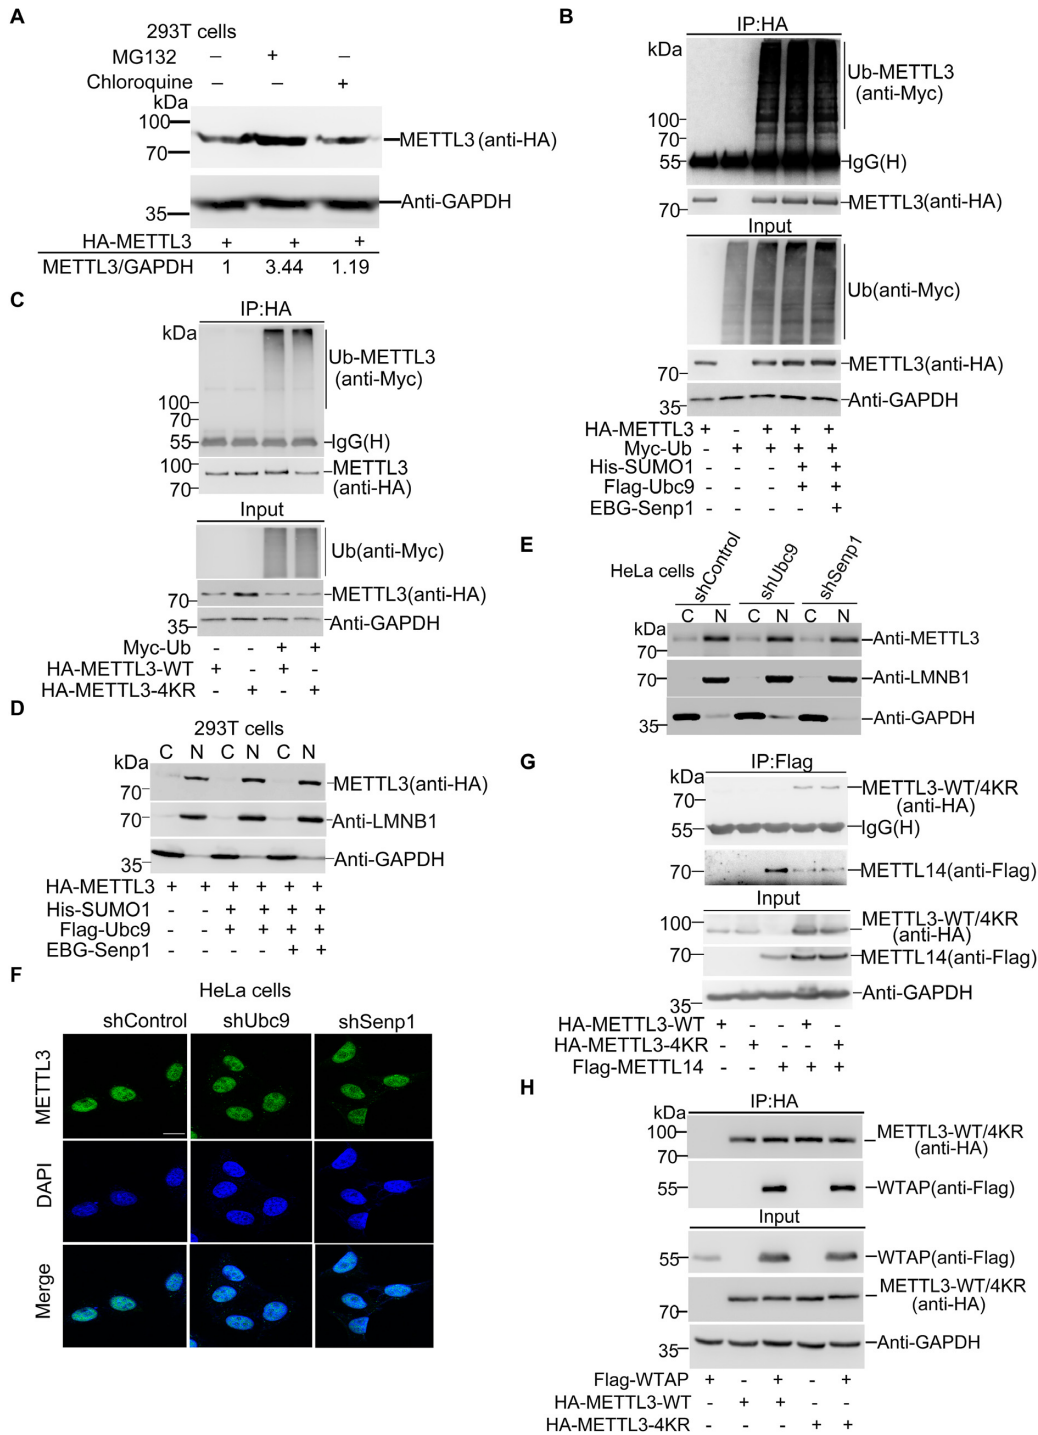 A
293T cells
MG132 – + –
Chloroquine – – +
kDa
100
70
METTL3 (anti-HA)
35
Anti-GAPDH
HA-METTL3 + + +
METTL3/GAPDH 1 3.44 1.19
B
IP:HA
kDa
Ub-METTL3
(anti-Myc)
100
70
55
IgG(H)
70
METTL3(anti-HA)
Input
Ub(anti-Myc)
70
METTL3(anti-HA)
35
Anti-GAPDH
HA-METTL3 + - + + +
Myc-Ub - + + + +
His-SUMO1 - - - + +
Flag-Ubc9 - - - + +
EBG-Senp1 - - - - +
C
IP:HA
kDa
Ub-METTL3
(anti-Myc)
100
70
55
IgG(H)
100
METTL3
(anti-HA)
70
Input
Ub(anti-Myc)
70
METTL3(anti-HA)
35
Anti-GAPDH
Myc-Ub - - + +
HA-METTL3-WT + - + -
HA-METTL3-4KR - + - +
D
293T cells
C N C N C N
kDa
70
METTL3(anti-HA)
70
Anti-LMNB1
35
Anti-GAPDH
HA-METTL3 + + + + + +
His-SUMO1 - - + + + +
Flag-Ubc9 - - + + + +
EBG-Senp1 - - - - + +
E
HeLa cells
shControl shUbc9 shSenp1
C N C N C N
kDa
70
Anti-METTL3
70
Anti-LMNB1
35
Anti-GAPDH
F
HeLa cells
shControl shUbc9 shSenp1
METTL3
DAPI
Merge
G
IP:Flag
kDa
METTL3-WT/4KR
(anti-HA)
70
55
IgG(H)
70
METTL14(anti-Flag)
Input
100
METTL3-WT/4KR
(anti-HA)
70
METTL14(anti-Flag)
35
Anti-GAPDH
HA-METTL3-WT + - - + -
HA-METTL3-4KR - + - - +
Flag-METTL14 - - + + +
H
IP:HA
kDa
100
METTL3-WT/4KR
(anti-HA)
70
55
WTAP(anti-Flag)
Input
55
WTAP(anti-Flag)
METTL3-WT/4KR
(anti-HA)
70
35
Anti-GAPDH
Flag-WTAP + - + - +
HA-METTL3-WT - + + - -
HA-METTL3-4KR - - - + +